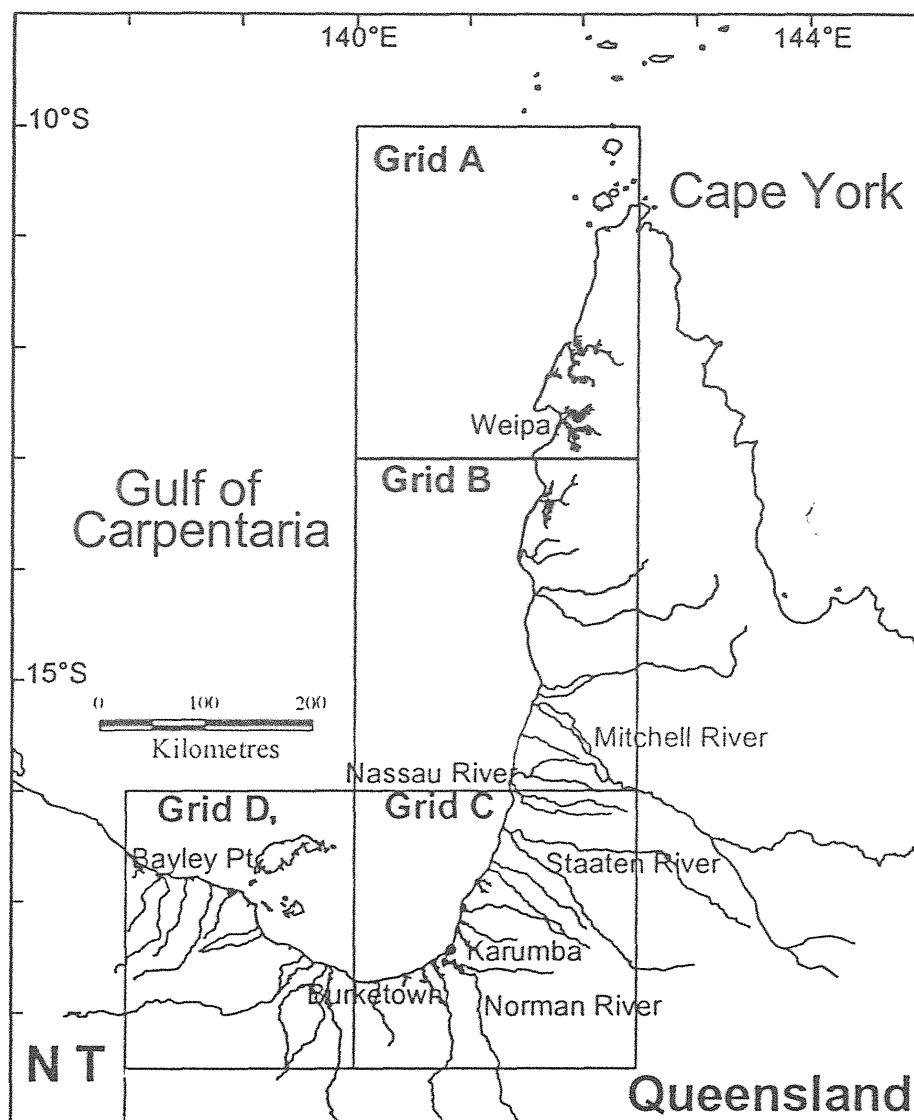 140°E
144°E
10°S
Grid A
Cape York
Weipa
Grid B
Gulf of
Carpentaria
15°S
0 100 200
Kilometres
Mitchell River
Nassau River
Grid D,
Grid C
Bayley Pt
Staaten River
Karumba
Burketown
Norman River
N T
Queensland